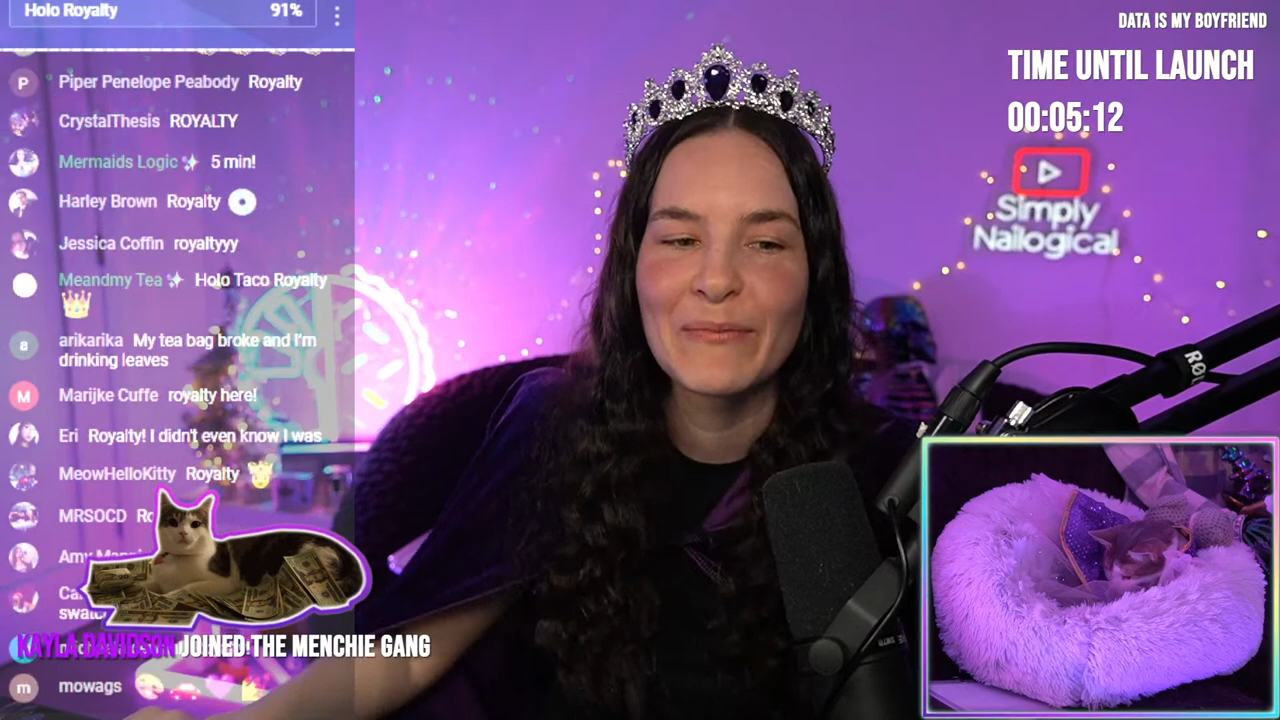 Holo Royalty 91%
DATA IS MY BOYFRIEND
TIME UNTIL LAUNCH
00:05:12
Simply
Nailogical
P Piper Penelope Peabody Royalty
CrystalThesis ROYALTY
Mermaids Logic 5 min!
Harley Brown Royalty
Jessica Coffin royaltyyy
Meandmy Tea Holo Taco Royalty
a arikarika My tea bag broke and I'm
drinking leaves
M Marijke Cuffe royalty here!
Eri Royalty! I didn't even know I was
MeowHelloKitty Royalty
MRSOCD
Amy
KAYLA DAVIDSON JOINED THE MENCHIE GANG
m mowags
RØDE